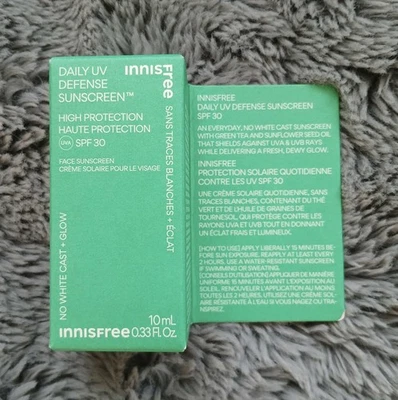 DAILY UV
DEFENSE
SUNSCREEN™
HIGH PROTECTION
HAUTE PROTECTION
UVA SPF 30
FACE SUNSCREEN
CRÈME SOLAIRE POUR LE VISAGE
INNISFree
SANS TRACES BLANCHES + ÉCLAT
NO WHITE CAST + GLOW
10 mL
INNISFree 0.33 Fl. Oz.
INNISFREE
DAILY UV DEFENSE SUNSCREEN
SPF 30
AN EVERYDAY, NO WHITE CAST SUNSCREEN
WITH GREEN TEA AND SUNFLOWER SEED OIL
THAT SHIELDS AGAINST UVA & UVB RAYS
WHILE DELIVERING A FRESH, DEWY GLOW.
INNISFREE
PROTECTION SOLAIRE QUOTIDIENNE
CONTRE LES UV SPF 30
UNE CRÈME SOLAIRE QUOTIDIENNE, SANS
TRACES BLANCHES, CONTENANT DU THÉ
VERT ET DE L'HUILE DE GRAINES DE
TOURNESOL, QUI PROTÈGE CONTRE LES
RAYONS UVA ET UVB TOUT EN DONNANT
UN ÉCLAT FRAIS ET LUMINEUX.
[HOW TO USE] APPLY LIBERALLY 15 MINUTES BE-
FORE SUN EXPOSURE. REAPPLY AT LEAST EVERY
2 HOURS. USE A WATER-RESISTANT SUNSCREEN
IF SWIMMING OR SWEATING.
[CONSEILS D'UTILISATION] APPLIQUER DE MANIÈRE
UNIFORME 15 MINUTES AVANT L'EXPOSITION AU
SOLEIL. RENOUVELER L'APPLICATION AU MOINS
TOUTES LES 2 HEURES. UTILISEZ UNE CRÈME SOL-
AIRE RÉSISTANTE À L'EAU SI VOUS NAGEZ OU TRA-
NSPIREZ.